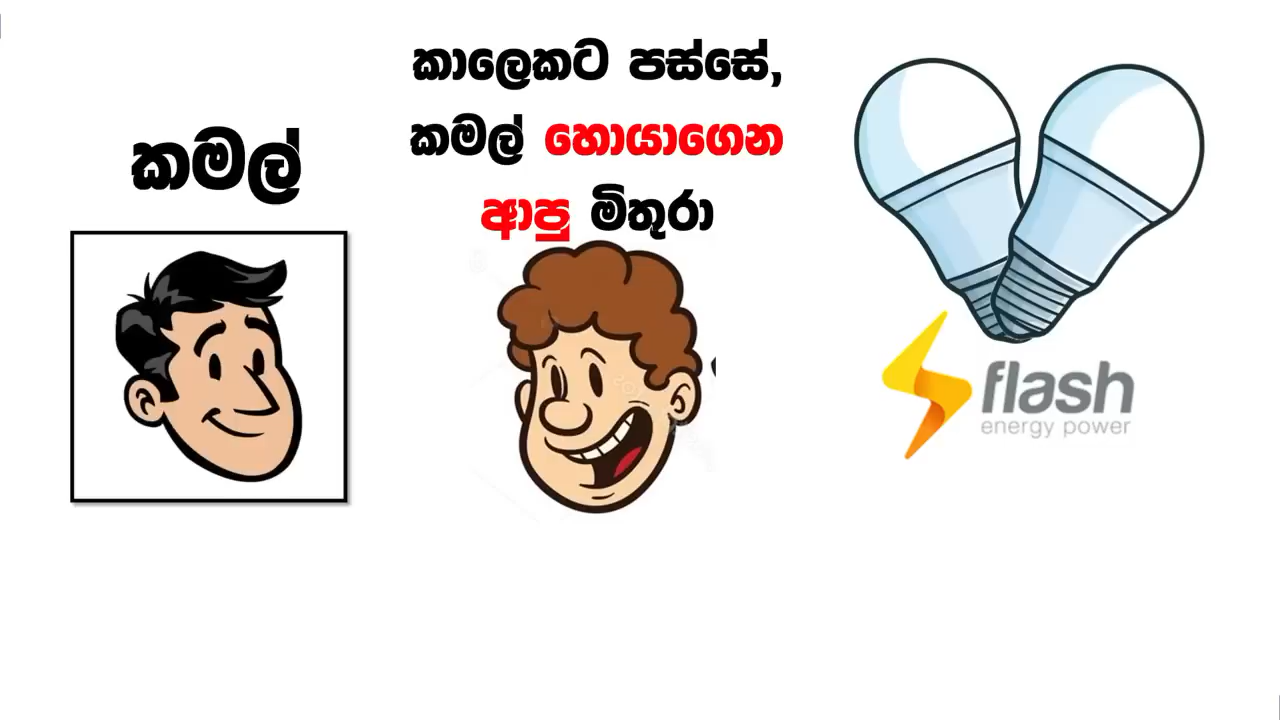 කමල්
කාලෙකට පස්සේ,
කමල් හොයාගෙන
ආපු මිතුරා
flash
energy power